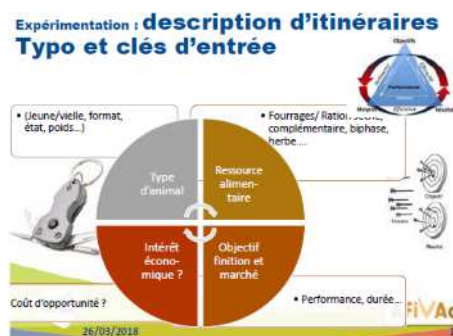 Expérimentation : description d'itinéraires
Typo et clés d'entrée
Objectifs
Performance
• (Jeune/vielle, format,
état, poids...)
• Fourrages/ Ration
complémentaire, biphase,
herbe ...
Type
d'animal
Ressource
alimen-
taire
Intérêt
écono-
mique ?
Objectif
finition et
marché
Coût d'opportunité ?
• Performance, durée...
26/03/2018